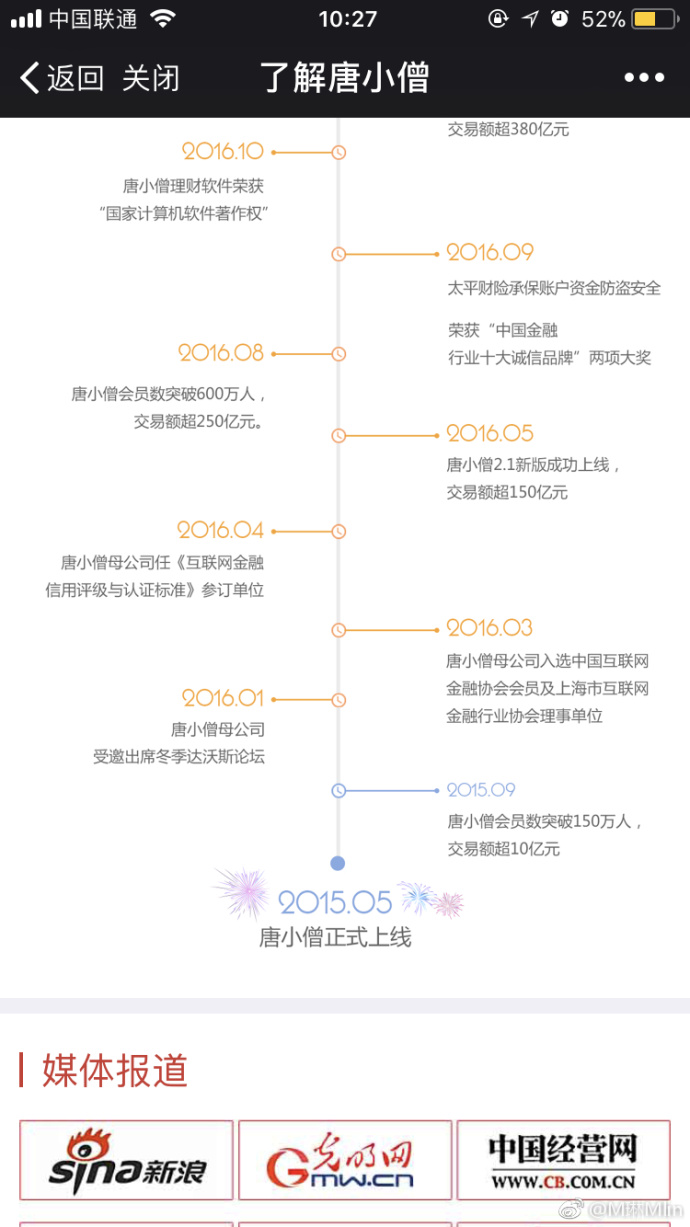 中国联通
10:27
52%
返回 关闭
了解唐小僧
交易额超380亿元
2016.10
唐小僧理财软件荣获
“国家计算机软件著作权”
2016.09
太平财险承保账户资金防盗安全
荣获“中国金融
行业十大诚信品牌”两项大奖
2016.08
唐小僧会员数突破600万人，
交易额超250亿元。
2016.05
唐小僧2.1新版成功上线，
交易额超150亿元
2016.04
唐小僧母公司任《互联网金融
信用评级与认证标准》参订单位
2016.03
唐小僧母公司入选中国互联网
金融协会会员及上海市互联网
金融行业协会理事单位
2016.01
唐小僧母公司
受邀出席冬季达沃斯论坛
2015.09
唐小僧会员数突破150万人，
交易额超10亿元
2015.05
唐小僧正式上线
媒体报道
sina新浪
光明网
Gmw.cn
中国经营网
WWW.CB.COM.CN